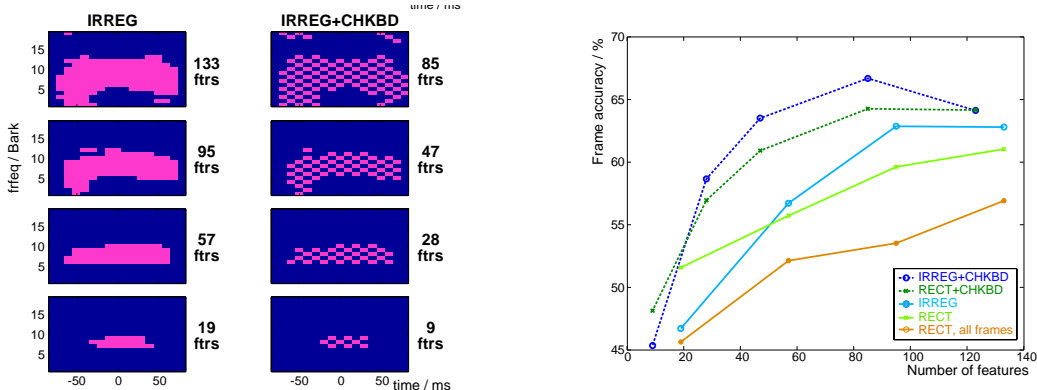 time / ms
IRREG
IRREG+CHKBD
15
10
5
133
ftrs
85
ftrs
frfeq / Bark
15
10
5
95
ftrs
47
ftrs
15
10
5
57
ftrs
28
ftrs
15
10
5
19
ftrs
9
ftrs
-50 0 50
-50 0 50 time / ms
Frame accuracy / %
70
65
60
55
50
45
0 20 40 60 80 100 120 140
Number of features
IRREG+CHKBD
RECT+CHKBD
IRREG
RECT
RECT, all frames